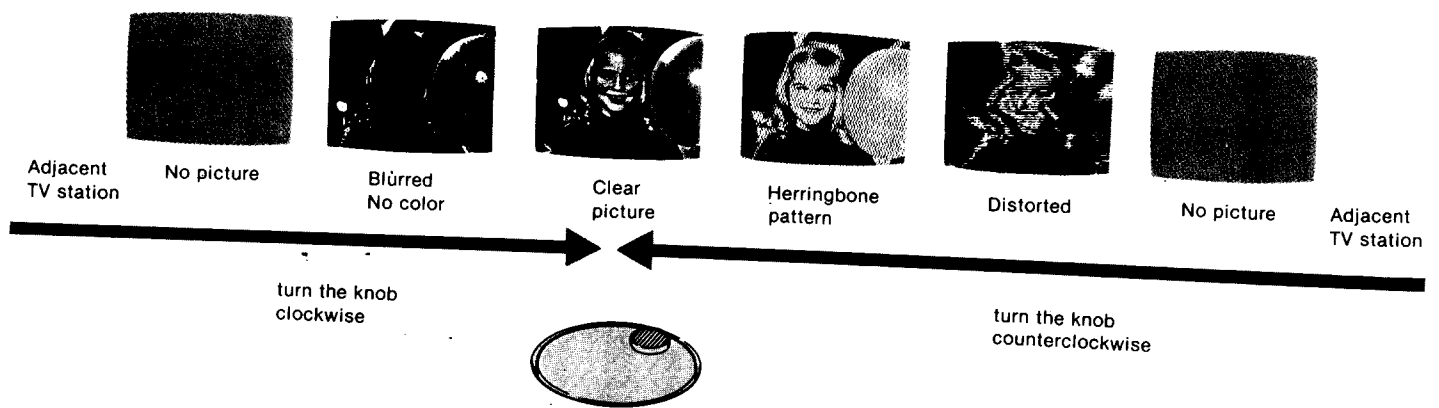 Adjacent
TV station
No picture
Blurred
No color
Clear
picture
Herringbone
pattern
Distorted
No picture
Adjacent
TV station
turn the knob
clockwise
turn the knob
counterclockwise